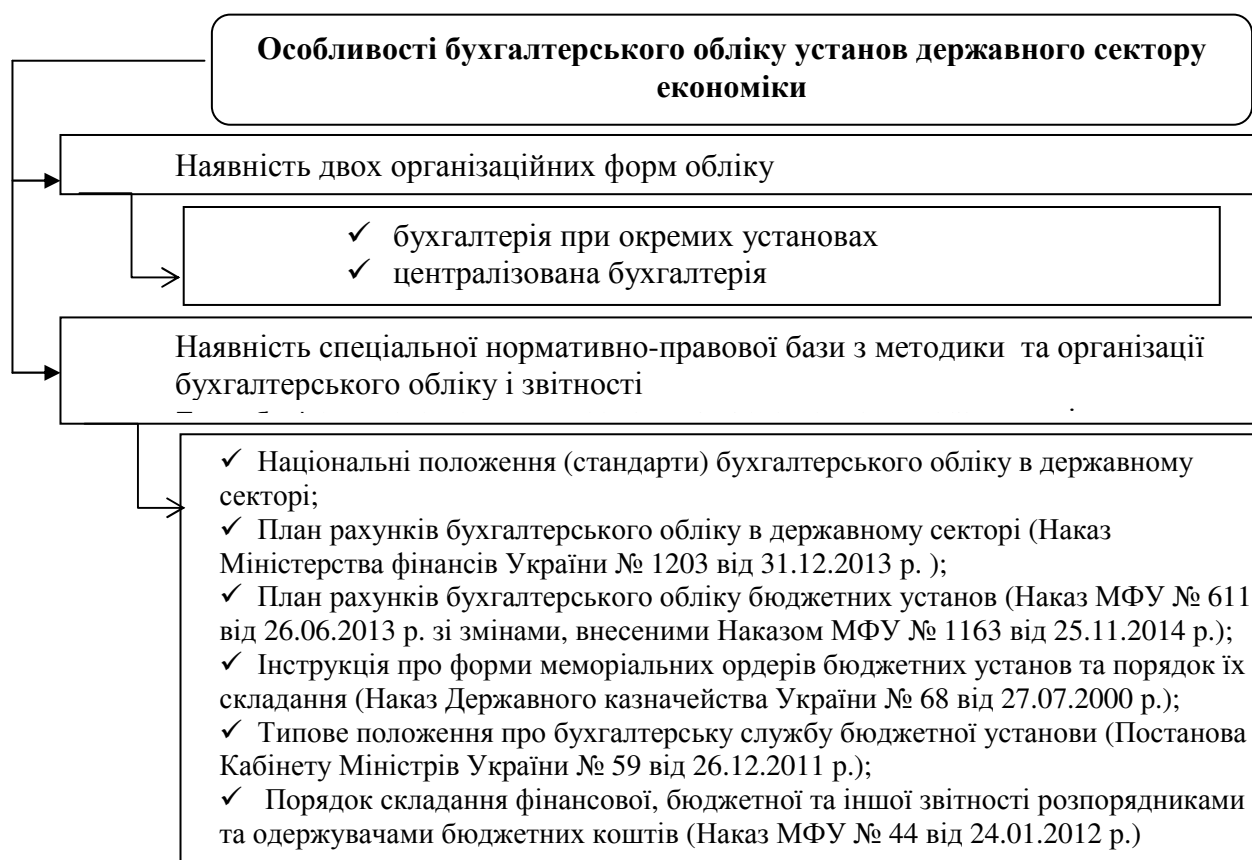 Особливості бухгалтерського обліку установ державного сектору
економіки
Наявність двох організаційних форм обліку
✓ бухгалтерія при окремих установах
✓ централізована бухгалтерія
Наявність спеціальної нормативно-правової бази з методики та організації
бухгалтерського обліку і звітності
✓ Національні положення (стандарти) бухгалтерського обліку в державному
секторі;
✓ План рахунків бухгалтерського обліку в державному секторі (Наказ
Міністерства фінансів України № 1203 від 31.12.2013 р. );
✓ План рахунків бухгалтерського обліку бюджетних установ (Наказ МФУ № 611
від 26.06.2013 р. зі змінами, внесеними Наказом МФУ № 1163 від 25.11.2014 р.);
✓ Інструкція про форми меморіальних ордерів бюджетних установ та порядок їх
складання (Наказ Державного казначейства України № 68 від 27.07.2000 р.);
✓ Типове положення про бухгалтерську службу бюджетної установи (Постанова
Кабінету Міністрів України № 59 від 26.12.2011 р.);
✓ Порядок складання фінансової, бюджетної та іншої звітності розпорядниками
та одержувачами бюджетних коштів (Наказ МФУ № 44 від 24.01.2012 р.)